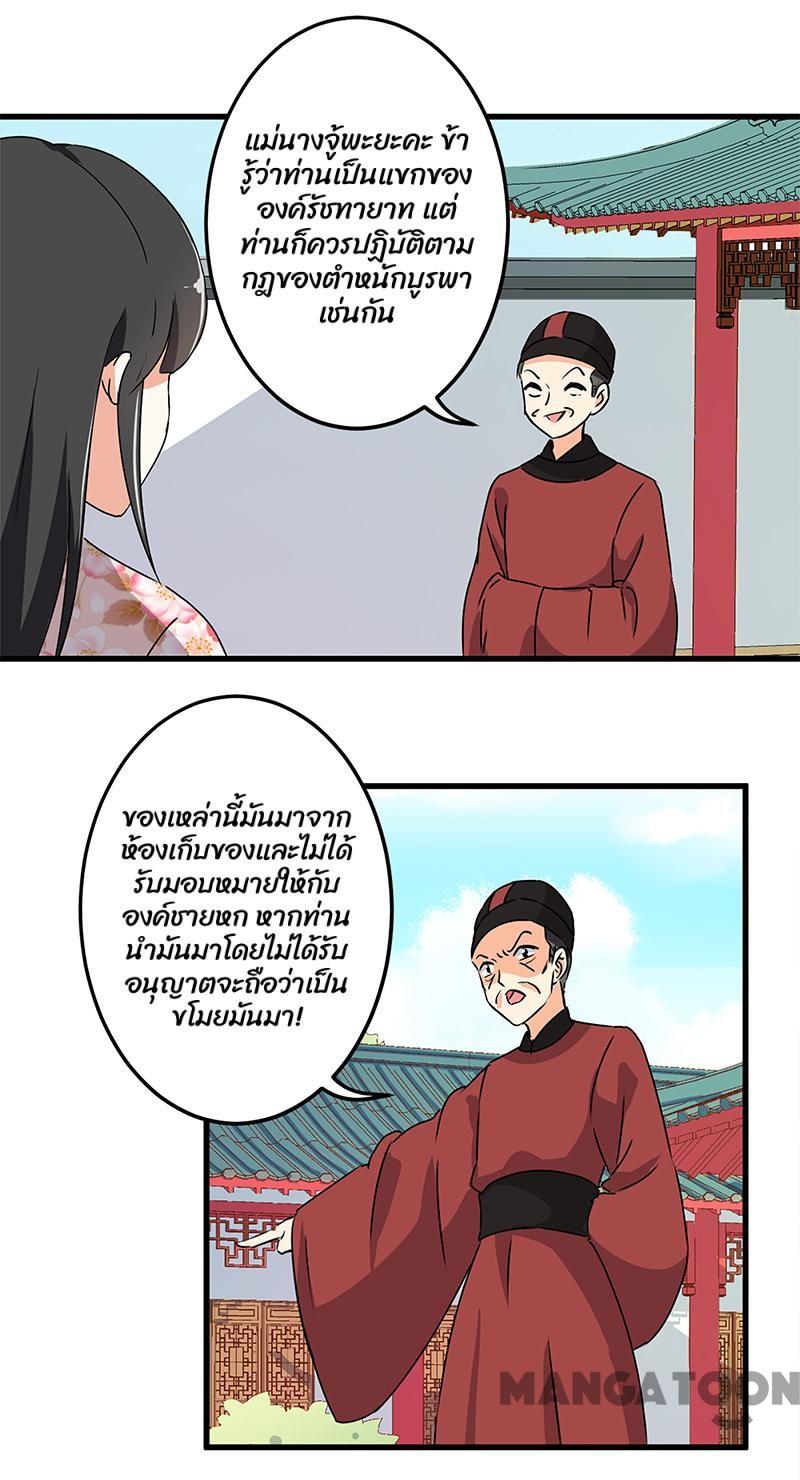 แม่นางจู้พะยะคะ ข้า
รู้ว่าท่านเป็นแขกของ
องค์รัชทายาท แต่
ท่านก็ควรปฏิบัติตาม
กฎของตำหนักบูรพา
เช่นกัน
ของเหล่านี้มันมาจาก
ห้องเก็บของและไม่ได้
รับมอบหมายให้กับ
องค์ชายหก หากท่าน
นำมันมาโดยไม่ได้รับ
อนุญาตจะถือว่าเป็น
ขโมยมันมา!
MANGATOON